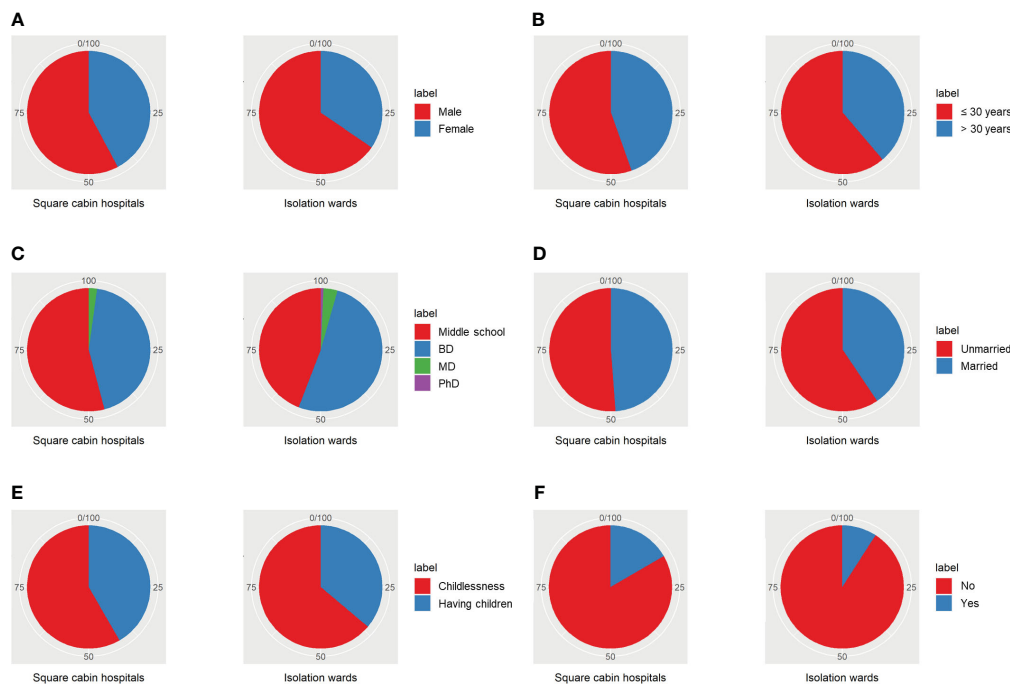 A
0/100
75
25
50
Square cabin hospitals
0/100
75
25
50
Isolation wards
label
Male
Female
B
0/100
75
25
50
Square cabin hospitals
0/100
75
25
50
Isolation wards
label
≤ 30 years
> 30 years
C
100
75
25
50
Square cabin hospitals
100
75
25
50
Isolation wards
label
Middle school
BD
MD
PhD
D
0/100
75
25
50
Square cabin hospitals
0/100
75
25
50
Isolation wards
label
Unmarried
Married
E
0/100
75
25
50
Square cabin hospitals
0/100
75
25
50
Isolation wards
label
Childlessness
Having children
F
0/100
75
25
50
Square cabin hospitals
0/100
75
25
50
Isolation wards
label
No
Yes